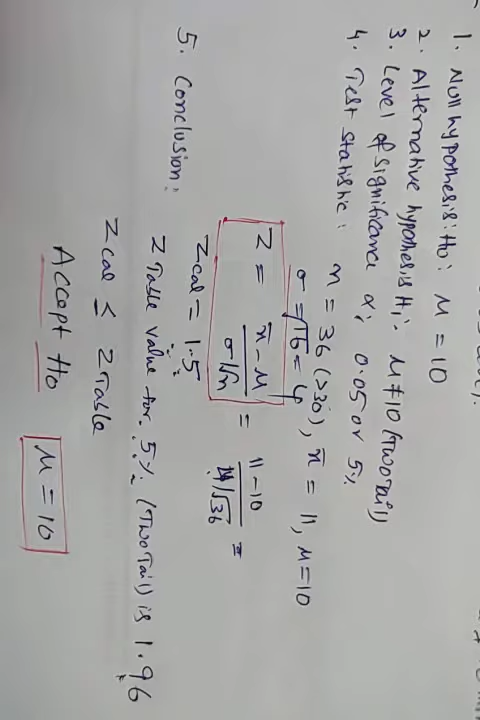 1. Null hypothesis: H₀: μ = 10
2. Alternative hypothesis H₁: μ ≠ 10 (Two Tail)
3. Level of significance α: 0.05 or 5%
4. Test Statistic:
n = 36 (>30), x̄ = 11, μ = 10
σ = √16 = 4
Z = x̄ - μ / σ/√n = 11 - 10 / 4/√36 =
Zcal = 1.5
Z Table value for 5% (Two Tail) is 1.96
5. Conclusion:
Zcal ≤ Z Table
Accept H₀ μ = 10